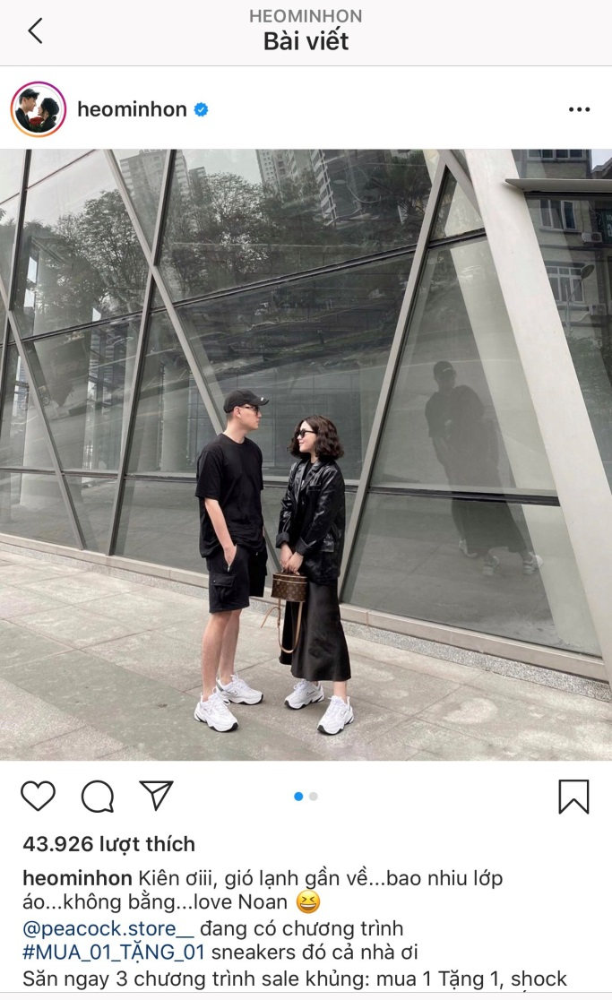 HEOMINHON
Bài viết
heominhon
43.926 lượt thích
heominhon Kiên ơiii, gió lạnh gần về...bao nhiu lớp
áo...không bằng...love Noan 😆
@peacock.store__ đang có chương trình
#MUA_01_TẶNG_01 sneakers đó cả nhà ơi
Săn ngay 3 chương trình sale khủng: mua 1 Tặng 1, shock